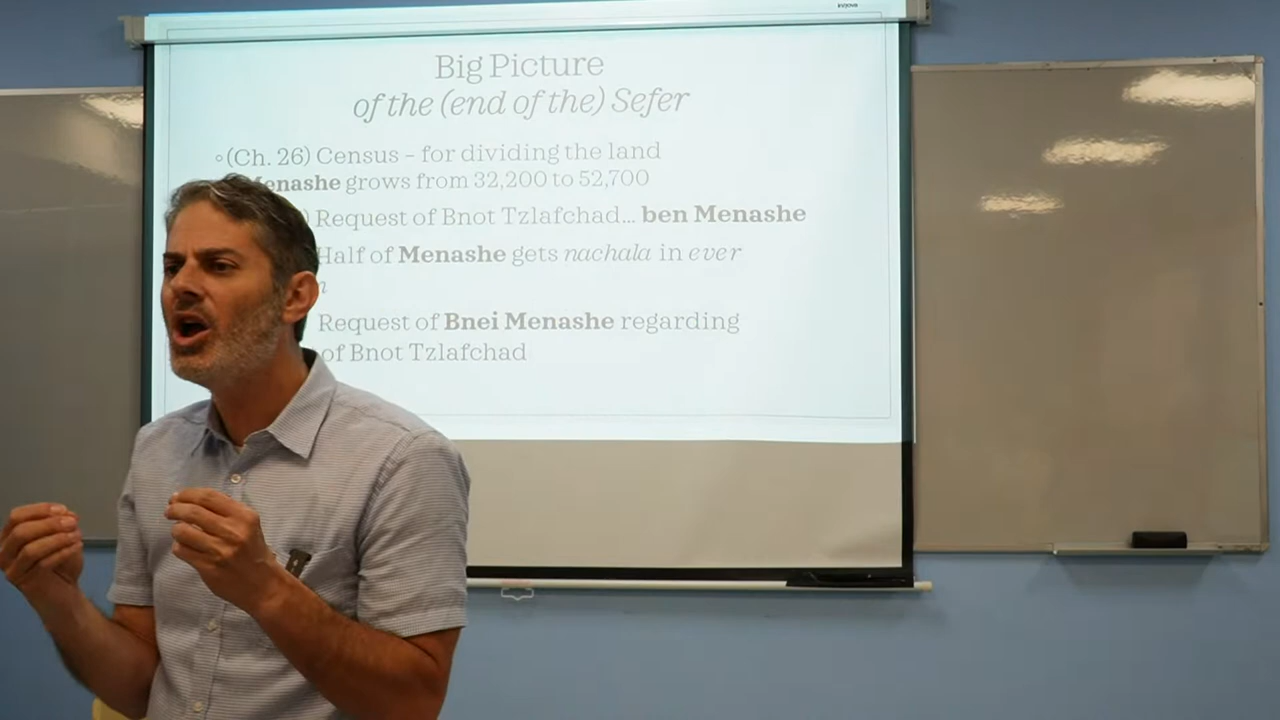 innova
Big Picture
of the (end of the) Sefer
(Ch. 26) Census – for dividing the land
Menashe grows from 32,200 to 52,700
) Request of Bnot Tzlafchad... ben Menashe
Half of Menashe gets nachala in ever
Request of Bnei Menashe regarding
of Bnot Tzlafchad